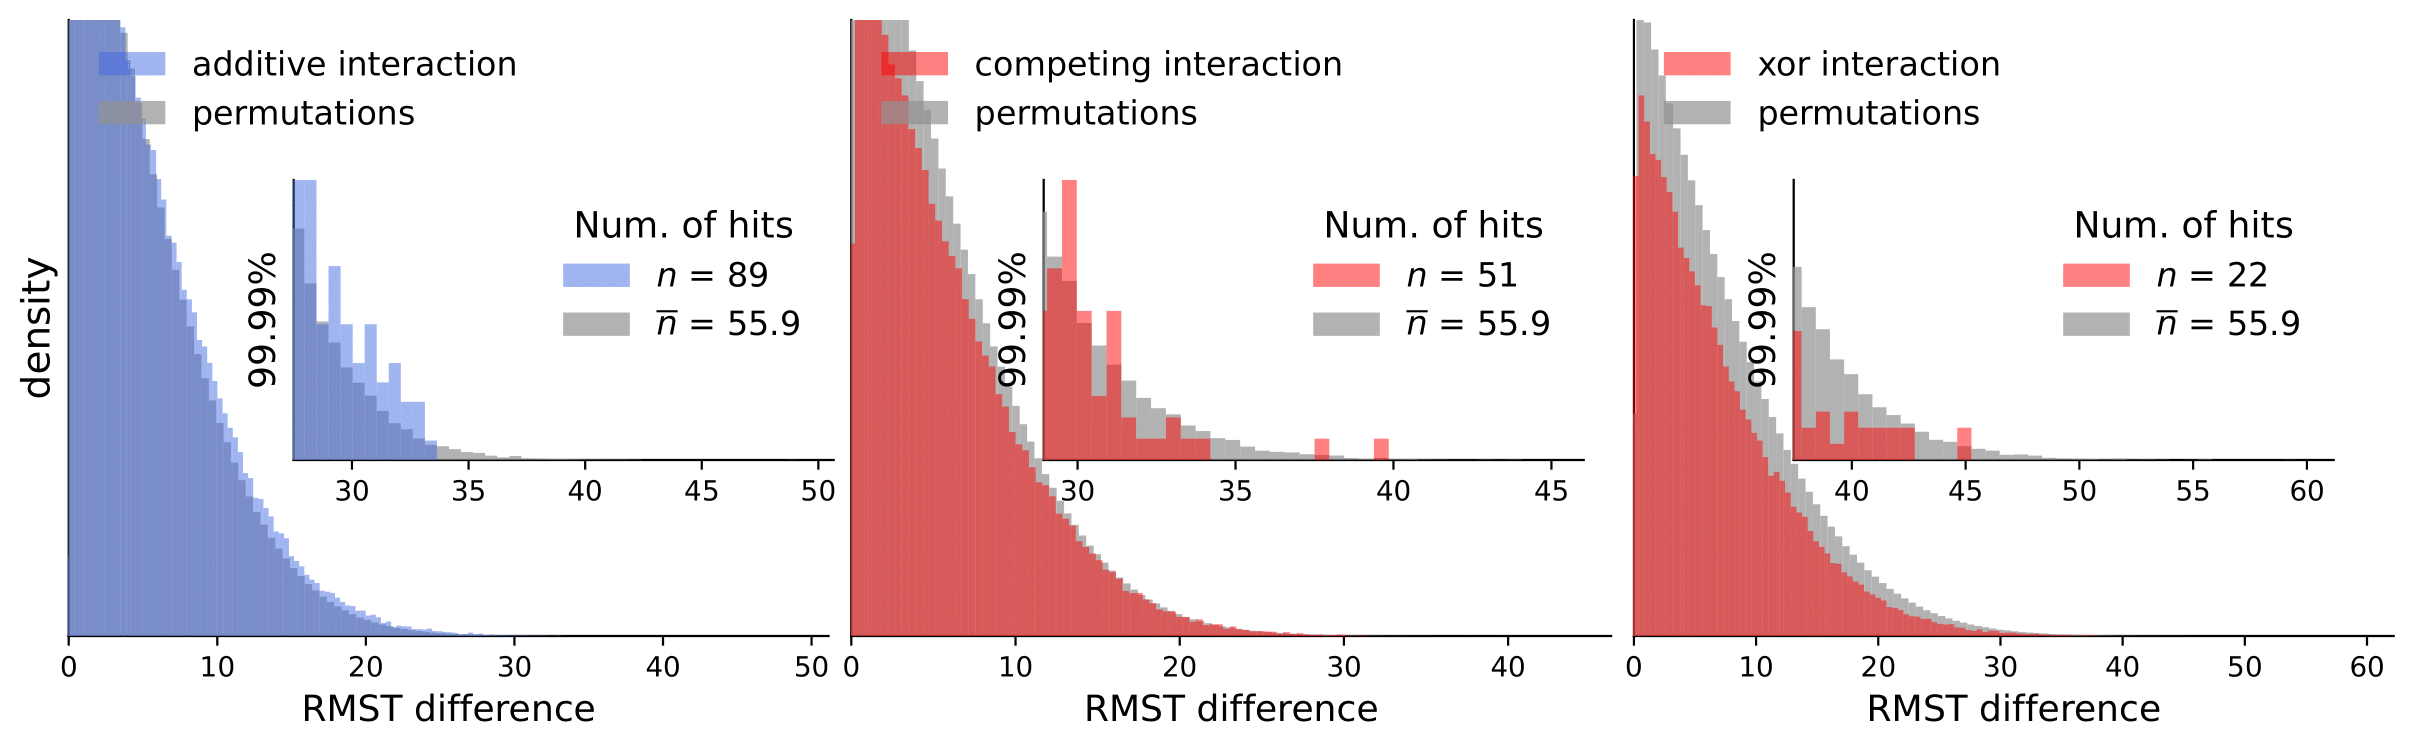 density
additive interaction
permutations
99.99%
Num. of hits
n = 89
n̅ = 55.9
30 35 40 45 50
0 10 20 30 40 50
RMST difference
competing interaction
permutations
99.99%
Num. of hits
n = 51
n̅ = 55.9
30 35 40 45
0 10 20 30 40
RMST difference
xor interaction
permutations
99.99%
Num. of hits
n = 22
n̅ = 55.9
40 45 50 55 60
0 10 20 30 40 50 60
RMST difference